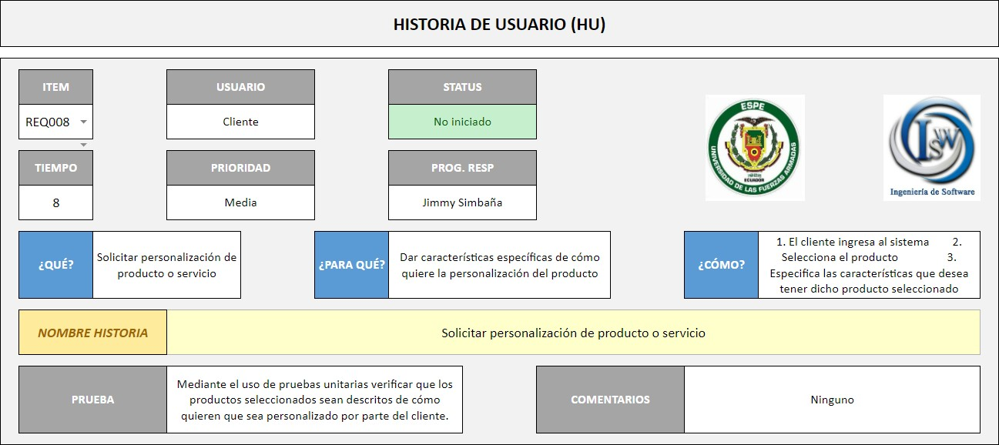 HISTORIA DE USUARIO (HU)
ITEM
USUARIO
STATUS
REQ008
Cliente
No iniciado
TIEMPO
PRIORIDAD
PROG. RESP
8
Media
Jimmy Simbaña
ESPE
UNIVERSIDAD DE LAS FUERZAS ARMADAS
ECUADOR
ISW
Ingeniería de Software
¿QUÉ?
Solicitar personalización de
producto o servicio
¿PARA QUÉ?
Dar características específicas de cómo
quiere la personalización del producto
¿CÓMO?
1. El cliente ingresa al sistema 2.
Selecciona el producto 3.
Especifica las características que desea
tener dicho producto seleccionado
NOMBRE HISTORIA
Solicitar personalización de producto o servicio
PRUEBA
Mediante el uso de pruebas unitarias verificar que los
productos seleccionados sean descritos de cómo
quieren que sea personalizado por parte del cliente.
COMENTARIOS
Ninguno